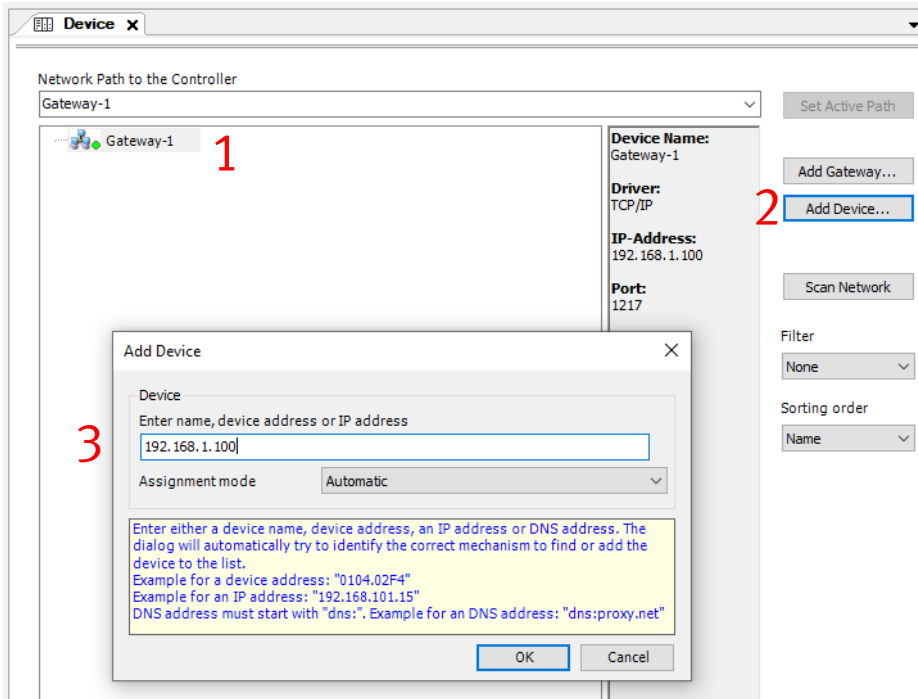 Device
Network Path to the Controller
Gateway-1
Set Active Path
Gateway-1
1
Device Name:
Gateway-1
Driver:
TCP/IP
IP-Address:
192.168.1.100
Port:
1217
Add Gateway...
2
Add Device...
Scan Network
Filter
None
Sorting order
Name
Add Device
Device
Enter name, device address or IP address
3
192.168.1.100
Assignment mode
Automatic
Enter either a device name, device address, an IP address or DNS address. The
dialog will automatically try to identify the correct mechanism to find or add the
device to the list.
Example for a device address: "0104.02F4"
Example for an IP address: "192.168.101.15"
DNS address must start with "dns:". Example for an DNS address: "dns:proxy.net"
OK
Cancel